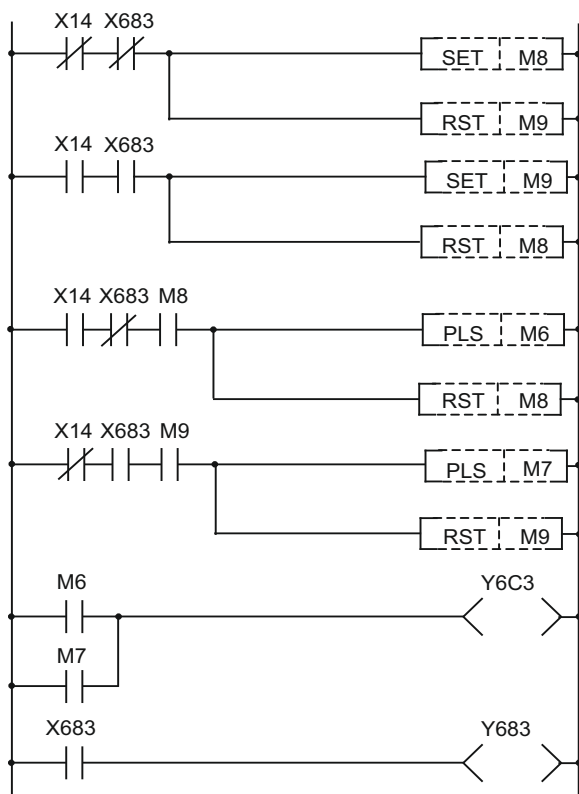 X14 X683
SET M8
RST M9
X14 X683
SET M9
RST M8
X14 X683 M8
PLS M6
RST M8
X14 X683 M9
PLS M7
RST M9
M6 Y6C3
M7
X683 Y683